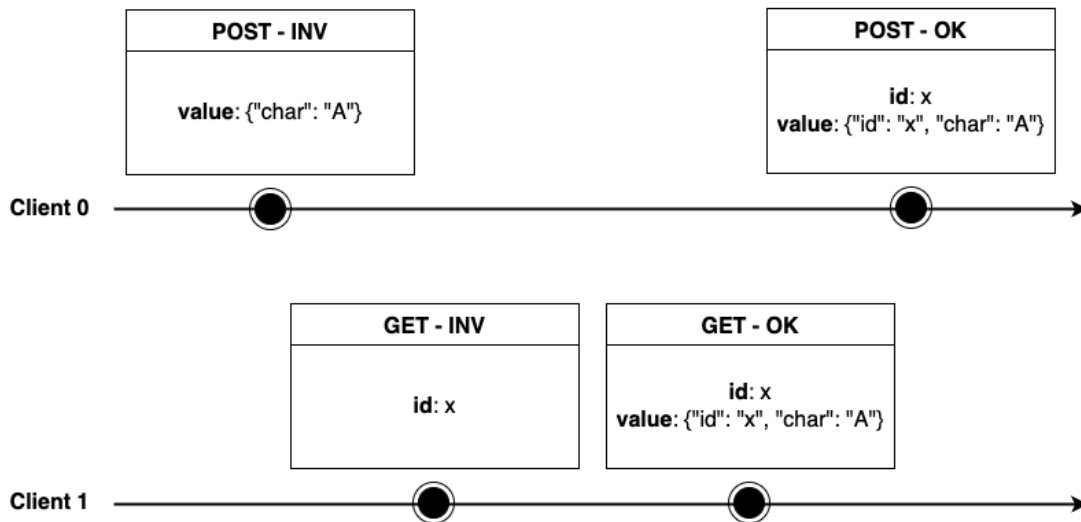 POST - INV
value: {"char": "A"}
POST - OK
id: x
value: {"id": "x", "char": "A"}
Client 0
GET - INV
id: x
GET - OK
id: x
value: {"id": "x", "char": "A"}
Client 1